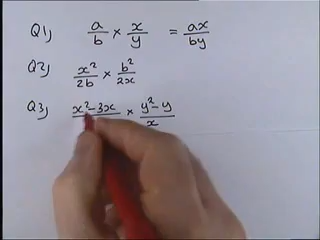 Q1) a/b × x/y = ax/by
Q2) x²/2b × b²/2x
Q3) x²-3x/ × y²-y/x